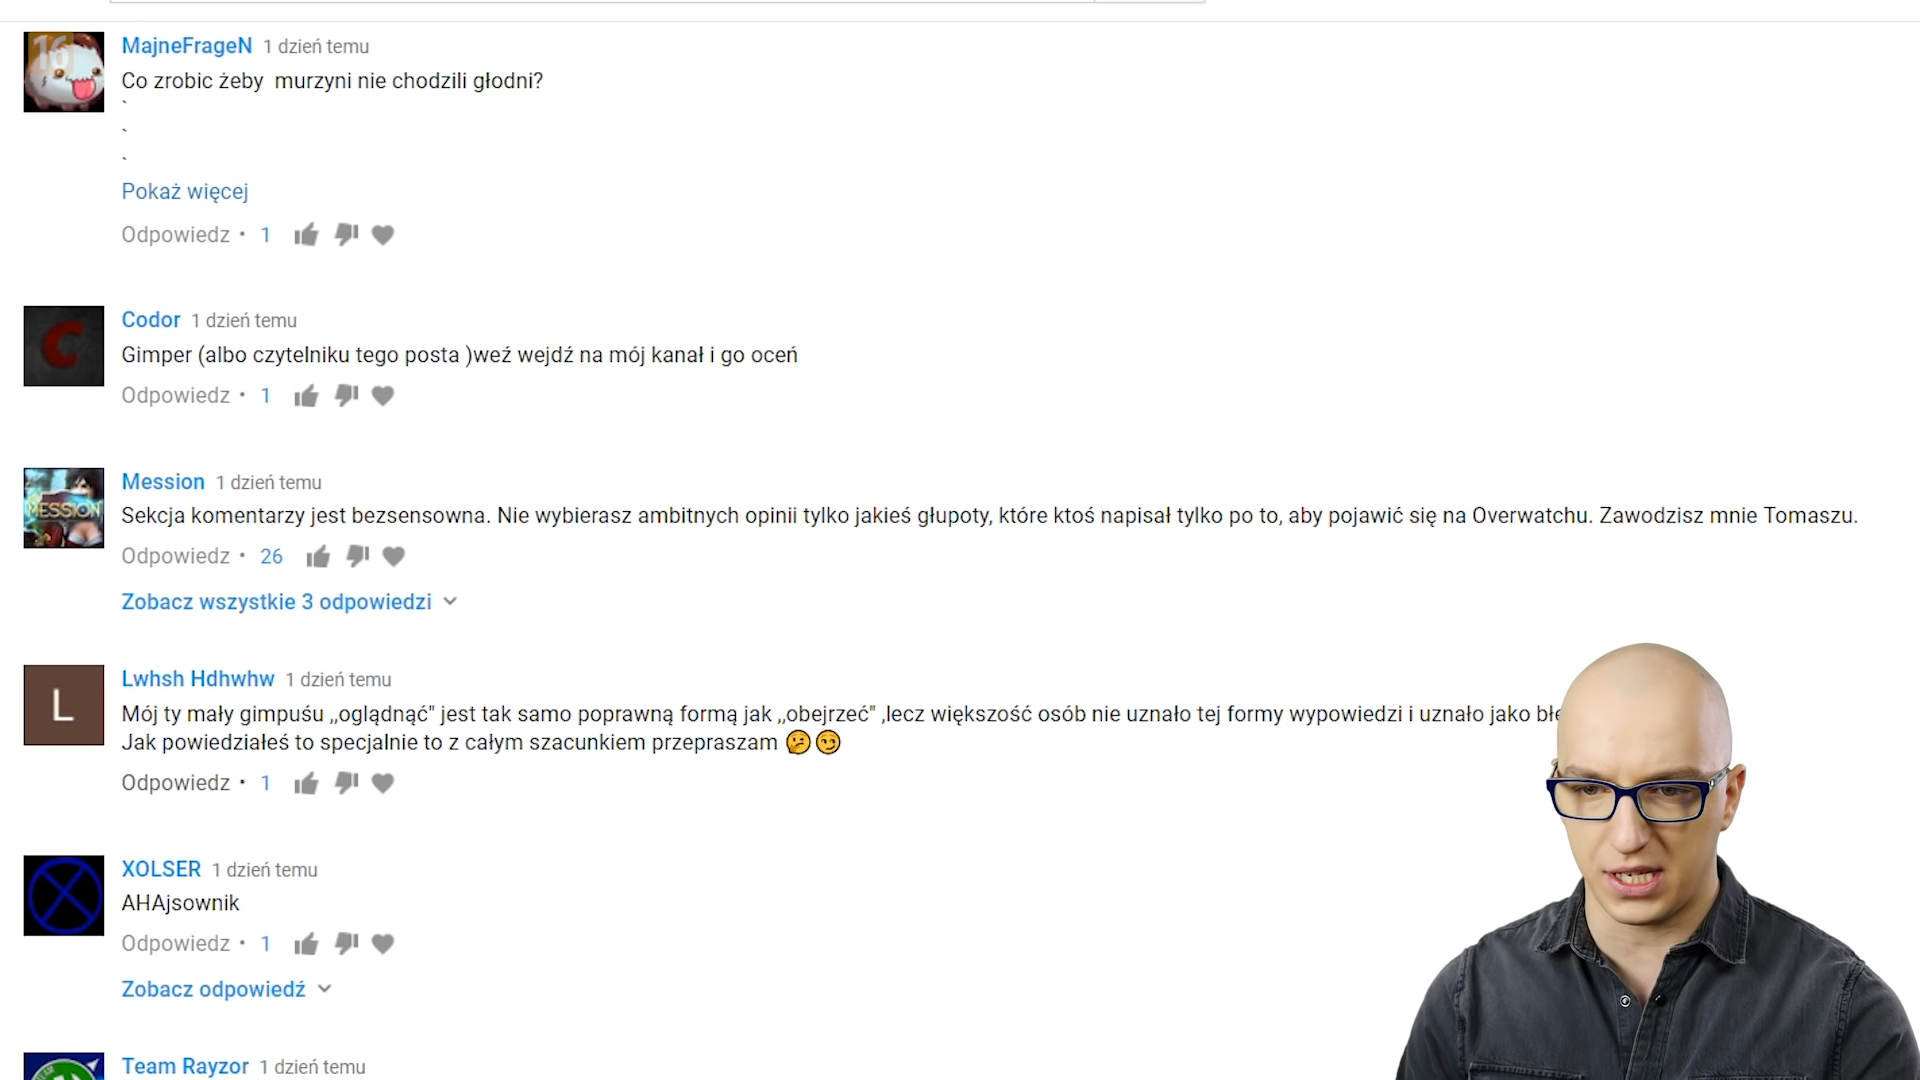 16
MajneFrageN 1 dzień temu
Co zrobic żeby murzyni nie chodzili głodni?
`
`
`
Pokaż więcej
Odpowiedz • 1
C
Codor 1 dzień temu
Gimper (albo czytelniku tego posta )weź wejdź na mój kanał i go oceń
Odpowiedz • 1
MESSION
Mession 1 dzień temu
Sekcja komentarzy jest bezsensowna. Nie wybierasz ambitnych opinii tylko jakieś głupoty, które ktoś napisał tylko po to, aby pojawić się na Overwatchu. Zawodzisz mnie Tomaszu.
Odpowiedz • 26
Zobacz wszystkie 3 odpowiedzi
L
Lwhsh Hdhwhw 1 dzień temu
Mój ty mały gimpuśu ,,oglądnąć" jest tak samo poprawną formą jak ,,obejrzeć" ,lecz większość osób nie uznało tej formy wypowiedzi i uznało jako
Jak powiedziałeś to specjalnie to z całym szacunkiem przepraszam 🤔😏
Odpowiedz • 1
XOLSER 1 dzień temu
AHAjsownik
Odpowiedz • 1
Zobacz odpowiedź
Team Rayzor 1 dzień temu